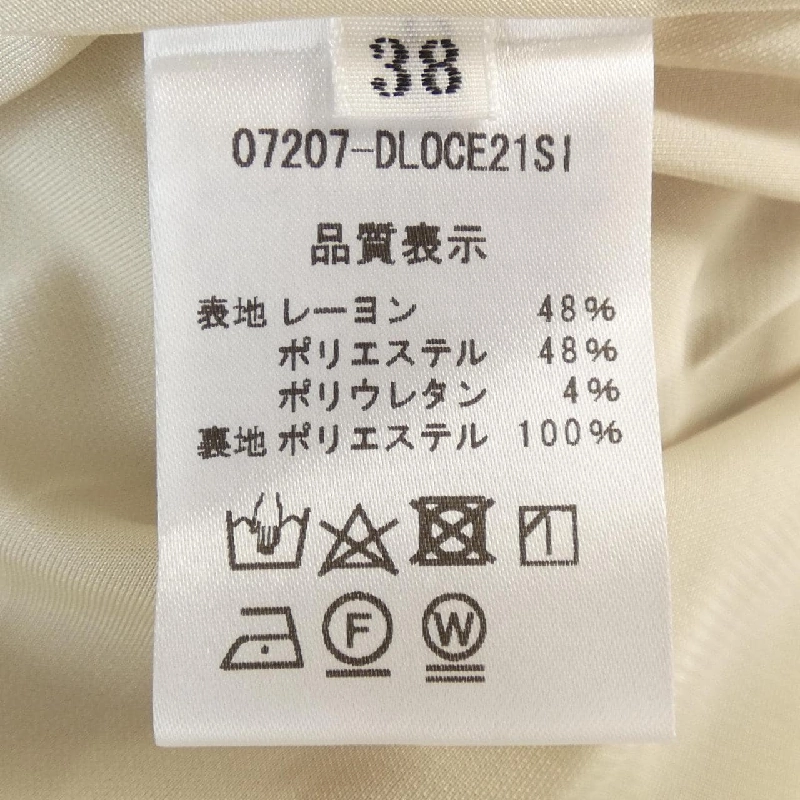 38
07207-DLOCE21SI
品質表示
表地 レーヨン 48%
ポリエステル 48%
ポリウレタン 4%
裏地 ポリエステル 100%
F W